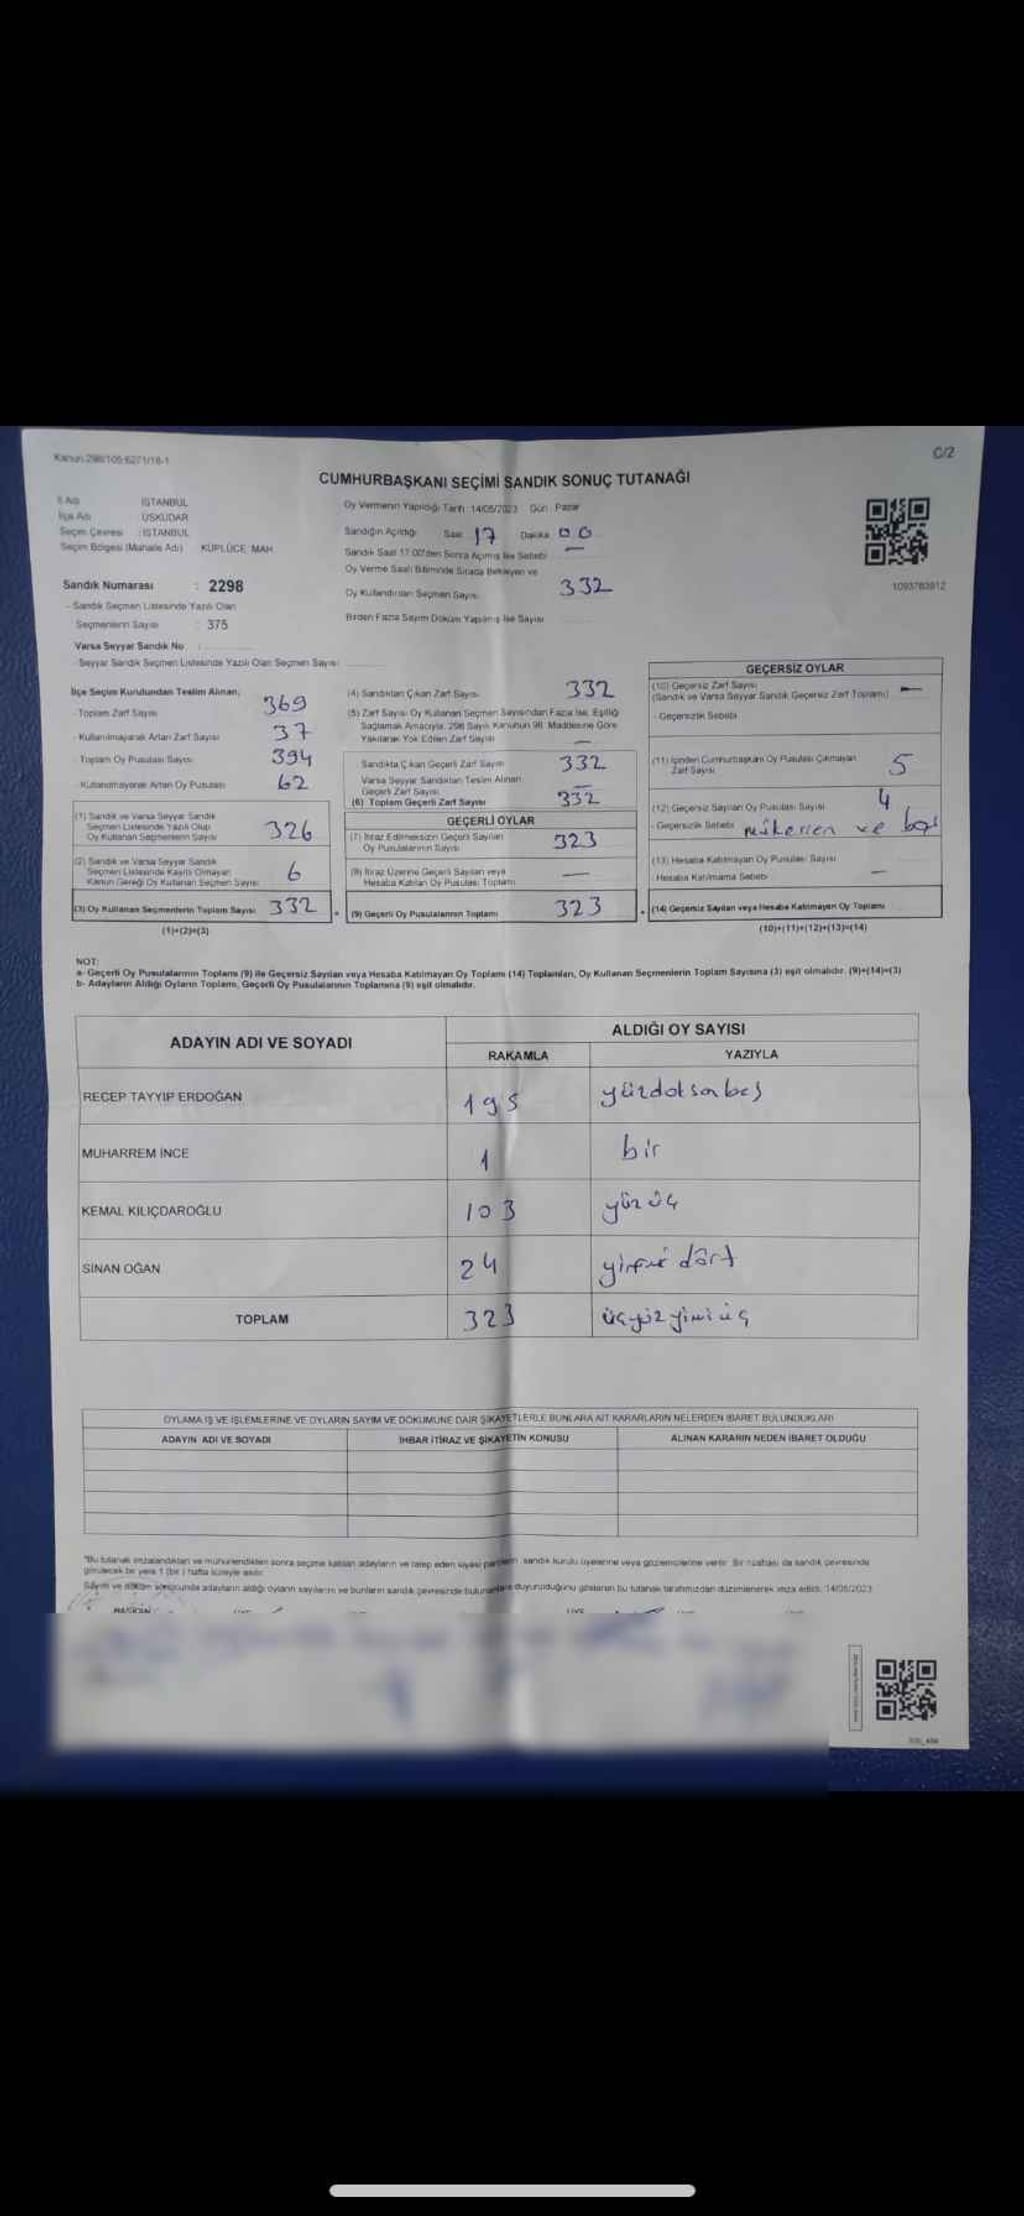 Kanun:298/105-6271/16-1
C/2
CUMHURBAŞKANI SEÇİMİ SANDIK SONUÇ TUTANAĞI
İl Adı İSTANBUL
İlçe Adı ÜSKÜDAR
Seçim Çevresi : İSTANBUL
Seçim Bölgesi (Mahalle Adı) KÜPLÜCE MAH.
Sandık Numarası : 2298
- Sandık Seçmen Listesinde Yazılı Olan
Seçmenlerin Sayısı : 375
Varsa Seyyar Sandık No :
- Seyyar Sandık Seçmen Listesinde Yazılı Olan Seçmen Sayısı
Oy Vermenin Yapıldığı Tarih : 14/05/2023 Gün : Pazar
Sandığın Açıldığı Saat 17 Dakika 00
Sandık Saat 17:00'den Sonra Açılmış İse Sebebi —
Oy Verme Saati Bitiminde Sırada Bekleyen ve
Oy Kullandırılan Seçmen Sayısı 332
Birden Fazla Sayım Döküm Yapılmış İse Sayısı
1093783912
İlçe Seçim Kurulundan Teslim Alınan;
- Toplam Zarf Sayısı 369
- Kullanılmayarak Artan Zarf Sayısı 37
- Toplam Oy Pusulası Sayısı 394
- Kullanılmayarak Artan Oy Pusulası 62
(1) Sandık ve Varsa Seyyar Sandık
Seçmen Listesinde Yazılı Olup
Oy Kullanan Seçmenlerin Sayısı 326
(2) Sandık ve Varsa Seyyar Sandık
Seçmen Listesinde Kayıtlı Olmayan
Kanun Gereği Oy Kullanan Seçmen Sayısı 6
(3) Oy Kullanan Seçmenlerin Toplam Sayısı 332
(1)+(2)=(3)
(4) Sandıktan Çıkan Zarf Sayısı 332
(5) Zarf Sayısı Oy Kullanan Seçmen Sayısından Fazla İse, Eşitliği
Sağlamak Amacıyla, 298 Sayılı Kanunun 98. Maddesine Göre
Yakılarak Yok Edilen Zarf Sayısı —
Sandıkta Çıkan Geçerli Zarf Sayısı 332
Varsa Seyyar Sandıktan Teslim Alınan
Geçerli Zarf Sayısı —
(6) Toplam Geçerli Zarf Sayısı 332
GEÇERLİ OYLAR
(7) İtiraz Edilmeksizin Geçerli Sayılan
Oy Pusulalarının Sayısı 323
(8) İtiraz Üzerine Geçerli Sayılan veya
Hesaba Katılan Oy Pusulası Toplamı —
(9) Geçerli Oy Pusulalarının Toplamı 323
GEÇERSİZ OYLAR
(10) Geçersiz Zarf Sayısı
(Sandık ve Varsa Seyyar Sandık Geçersiz Zarf Toplamı) —
- Geçersizlik Sebebi
(11) İçinden Cumhurbaşkanı Oy Pusulası Çıkmayan
Zarf Sayısı 5
(12) Geçersiz Sayılan Oy Pusulası Sayısı 4
- Geçersizlik Sebebi ve boş
(13) Hesaba Katılmayan Oy Pusulası Sayısı
- Hesaba Katılmama Sebebi —
(14) Geçersiz Sayılan veya Hesaba Katılmayan Oy Toplamı
(10)+(11)+(12)+(13)=(14)
NOT:
a- Geçerli Oy Pusulalarının Toplamı (9) ile Geçersiz Sayılan veya Hesaba Katılmayan Oy Toplamı (14) Toplamları, Oy Kullanan Seçmenlerin Toplam Sayısına (3) eşit olmalıdır. (9)+(14)=(3)
b- Adayların Aldığı Oyların Toplamı, Geçerli Oy Pusulalarının Toplamına (9) eşit olmalıdır.
ADAYIN ADI VE SOYADI
ALDIĞI OY SAYISI
RAKAMLA YAZIYLA
RECEP TAYYİP ERDOĞAN 195 yüzdoksanbeş
MUHARREM İNCE 1 bir
KEMAL KILIÇDAROĞLU 103 yüz üç
SİNAN OĞAN 24 yirmi dört
TOPLAM 323 üçyüz yirmi üç
OYLAMA İŞ VE İŞLEMLERİNE VE OYLARIN SAYIM VE DÖKÜMÜNE DAİR ŞİKAYETLERLE BUNLARA AİT KARARLARIN NELERDEN İBARET BULUNDUKLARI
ADAYIN ADI VE SOYADI İHBAR İTİRAZ VE ŞİKAYETİN KONUSU ALINAN KARARIN NEDEN İBARET OLDUĞU
"Bu tutanak imzalandıktan ve mühürlendikten sonra seçime katılan adayların ve talep eden siyasi partilerin sandık kurulu üyelerine veya gözlemcilerine verilir. Bir nüshası da sandık çevresinde
görülecek bir yere 1 (bir) hafta süreyle asılır.
Sayım ve döküm sonucunda adayların aldığı oyların sayılarını ve bunların sandık çevresinde bulunanlara duyurulduğunu gösteren bu tutanak tarafımızdan düzenlenerek imza edildi. 14/05/2023
BAŞKAN ÜYE